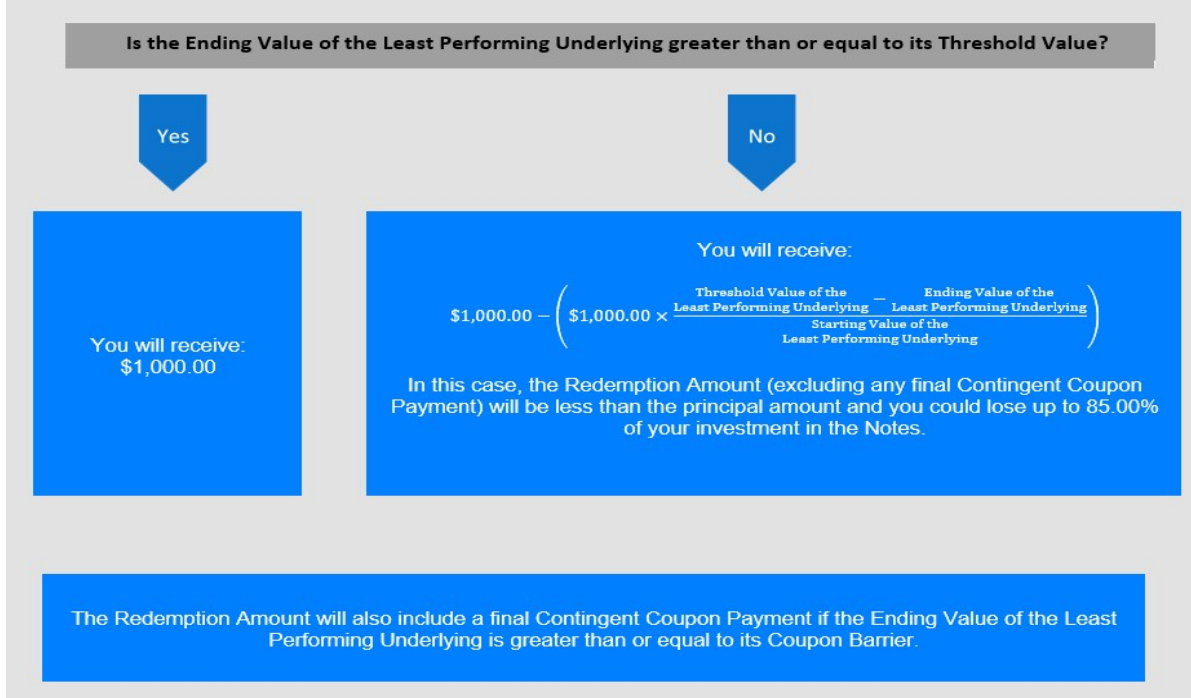 Is the Ending Value of the Least Performing Underlying greater than or equal to its Threshold Value?
Yes
No
You will receive:
$1,000.00
You will receive:
$1,000.00 − ( $1,000.00 × (Threshold Value of the Least Performing Underlying − Ending Value of the Least Performing Underlying) / Starting Value of the Least Performing Underlying )
In this case, the Redemption Amount (excluding any final Contingent Coupon
Payment) will be less than the principal amount and you could lose up to 85.00%
of your investment in the Notes.
The Redemption Amount will also include a final Contingent Coupon Payment if the Ending Value of the Least
Performing Underlying is greater than or equal to its Coupon Barrier.